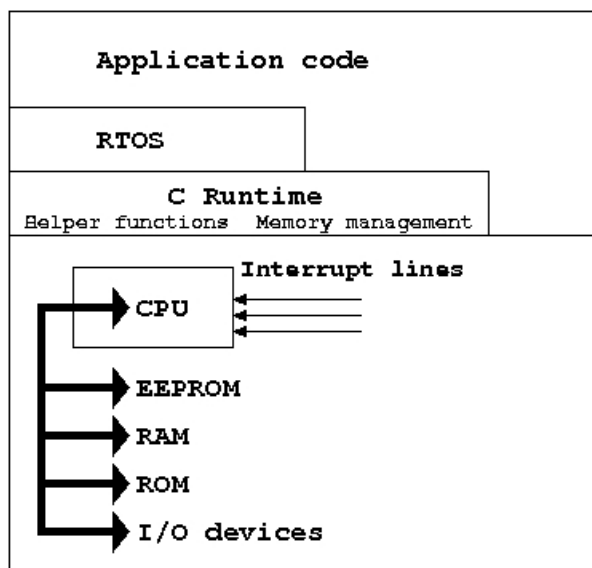 Application code
RTOS
C Runtime
Helper functions Memory management
Interrupt lines
CPU
EEPROM
RAM
ROM
I/O devices